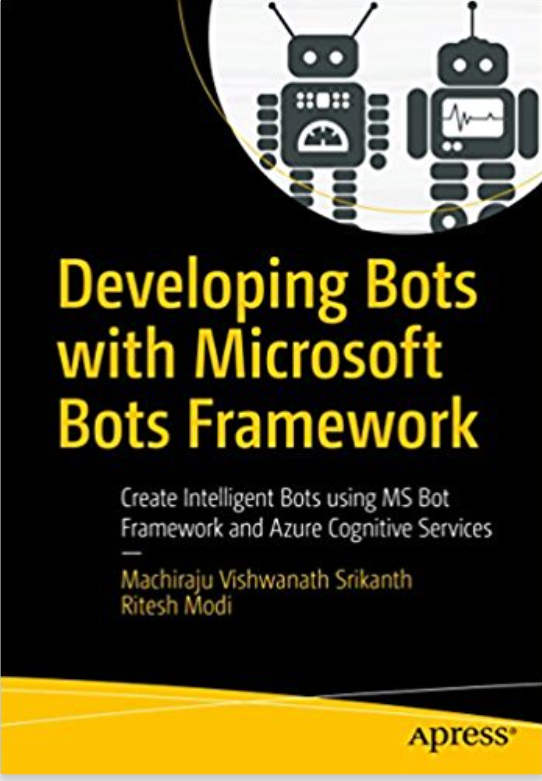 Developing Bots
with Microsoft
Bots Framework
Create Intelligent Bots using MS Bot
Framework and Azure Cognitive Services
—
Machiraju Vishwanath Srikanth
Ritesh Modi
Apress®